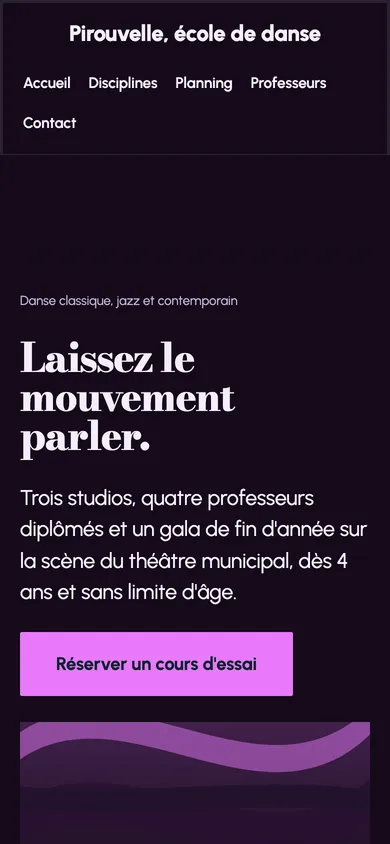 Pirouvelle, école de danse
Accueil Disciplines Planning Professeurs
Contact
Danse classique, jazz et contemporain
Laissez le
mouvement
parler.
Trois studios, quatre professeurs
diplômés et un gala de fin d'année sur
la scène du théâtre municipal, dès 4
ans et sans limite d'âge.
Réserver un cours d'essai